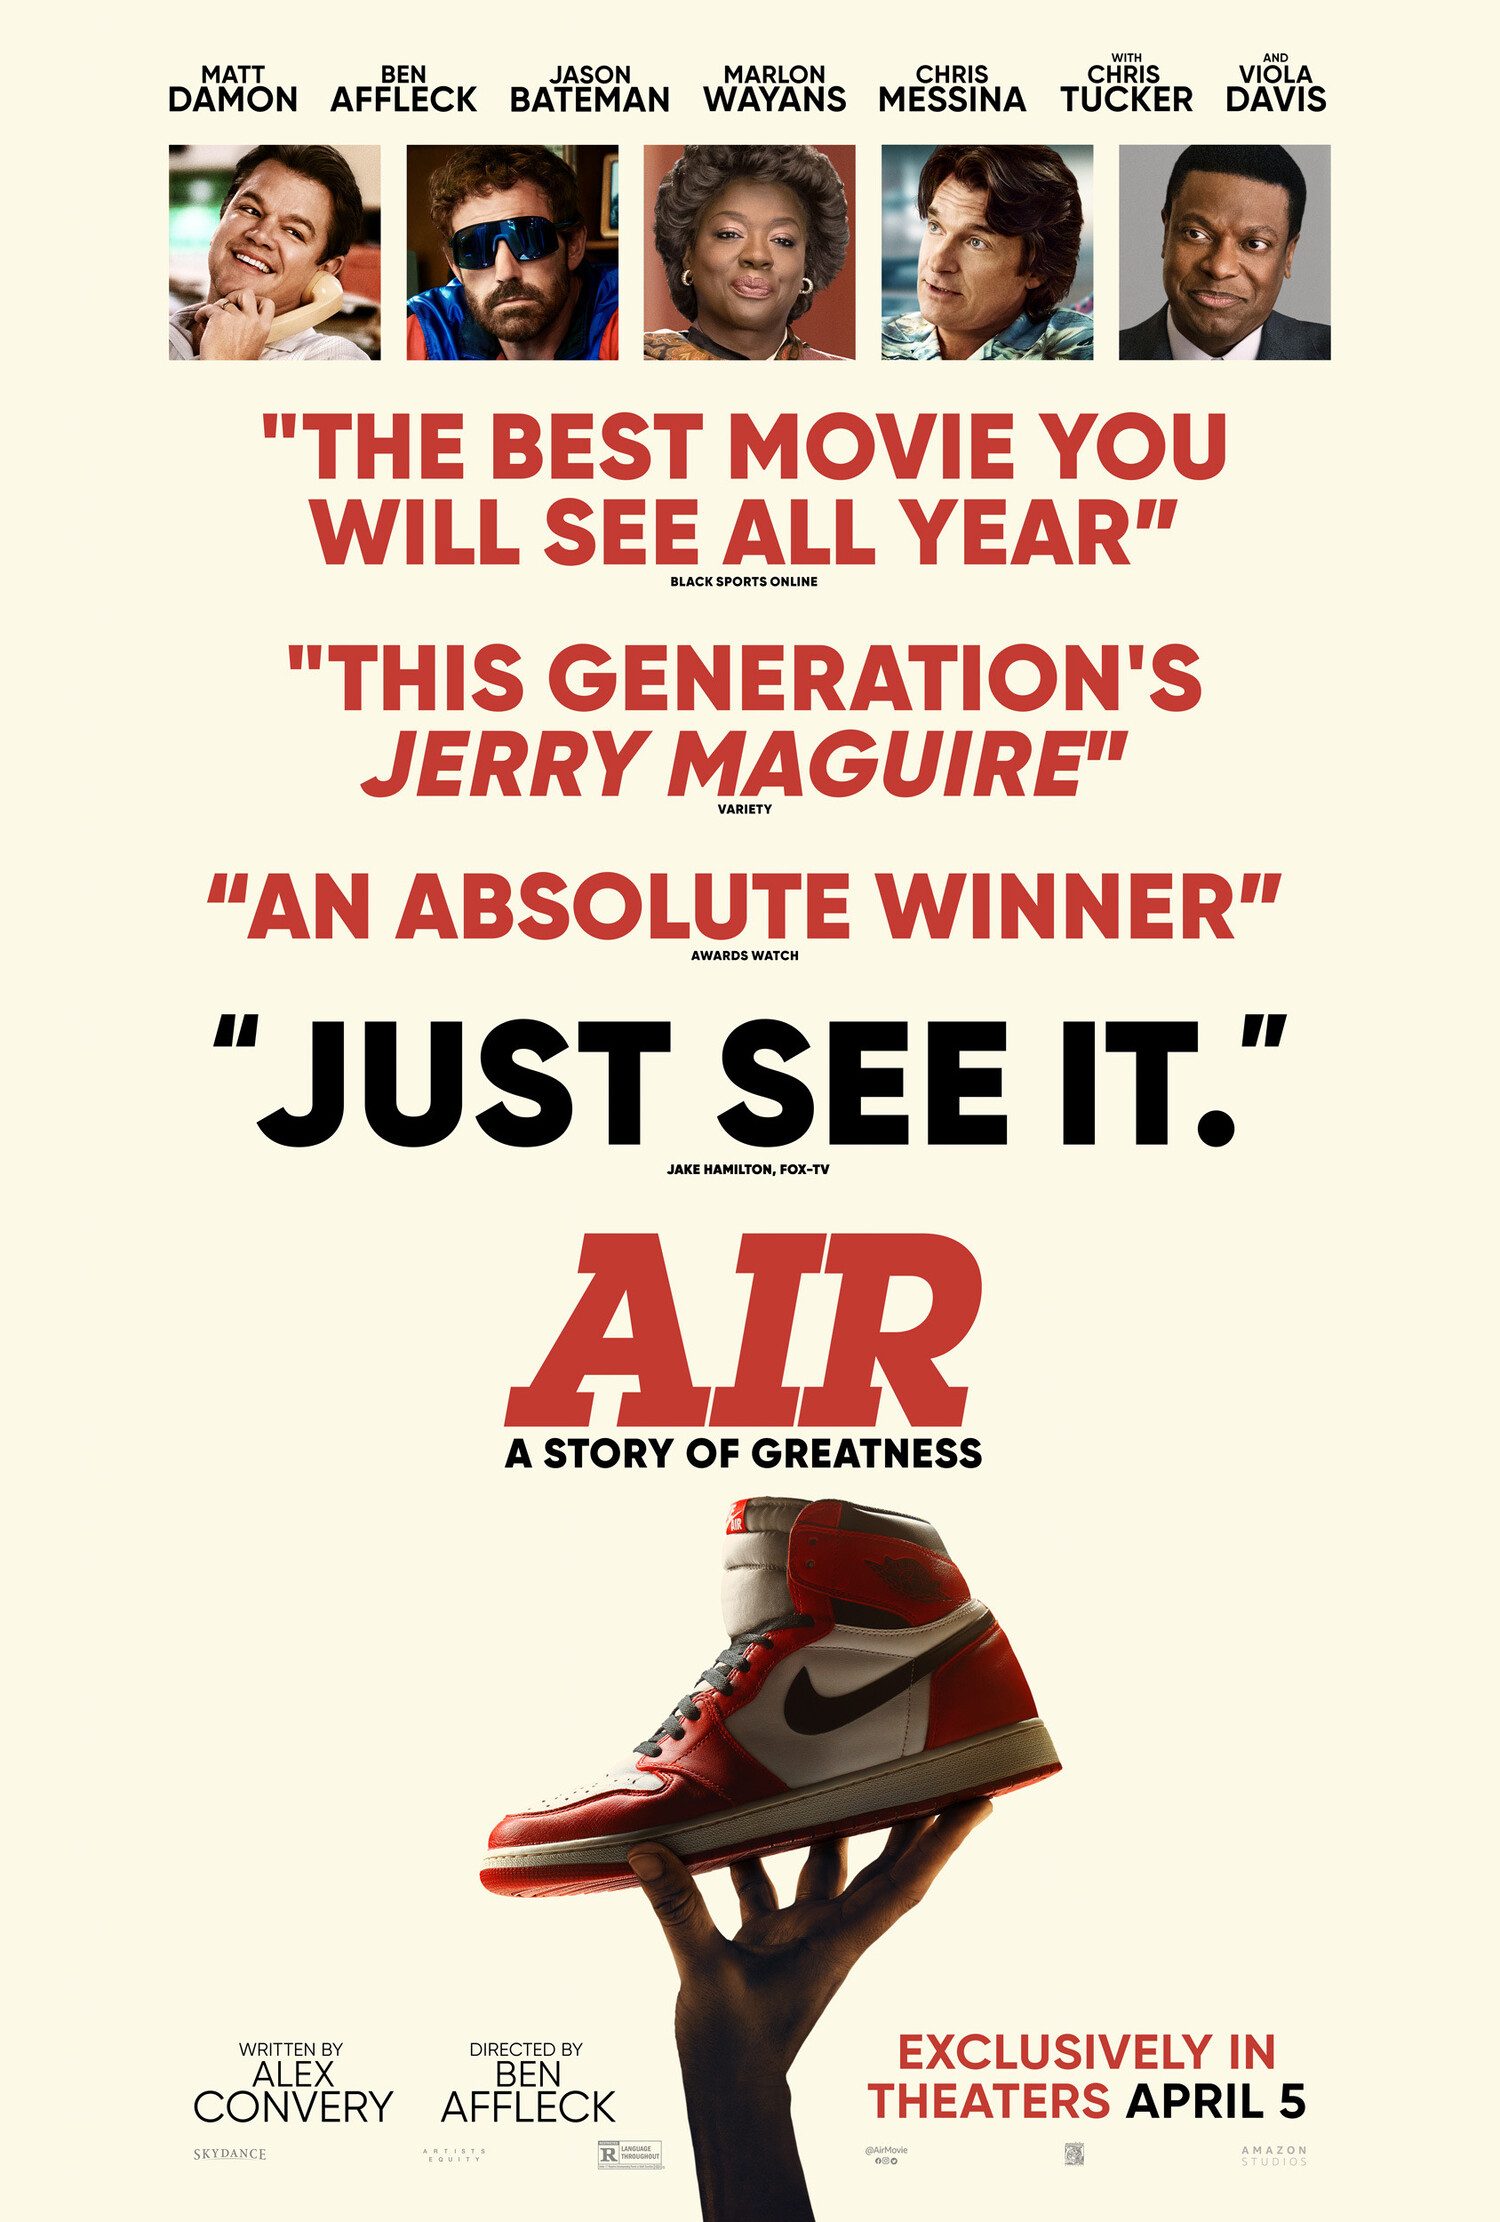 MATT
DAMON
BEN
AFFLECK
JASON
BATEMAN
MARLON
WAYANS
CHRIS
MESSINA
WITH
CHRIS
TUCKER
AND
VIOLA
DAVIS
"THE BEST MOVIE YOU
WILL SEE ALL YEAR”
BLACK SPORTS ONLINE
"THIS GENERATION'S
JERRY MAGUIRE"
VARIETY
“AN ABSOLUTE WINNER”
AWARDS WATCH
“JUST SEE IT.”
JAKE HAMILTON, FOX-TV
AIR
A STORY OF GREATNESS
AIR
WRITTEN BY
ALEX
CONVERY
DIRECTED BY
BEN
AFFLECK
EXCLUSIVELY IN
THEATERS APRIL 5
SKYDANCE
ARTISTS
EQUITY
R
LANGUAGE
THROUGHOUT
@AirMovie
AMAZON
STUDIOS